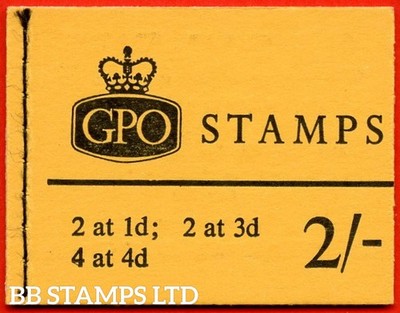 GPO STAMPS
2 at 1d; 2 at 3d
4 at 4d
2/-
BB STAMPS LTD